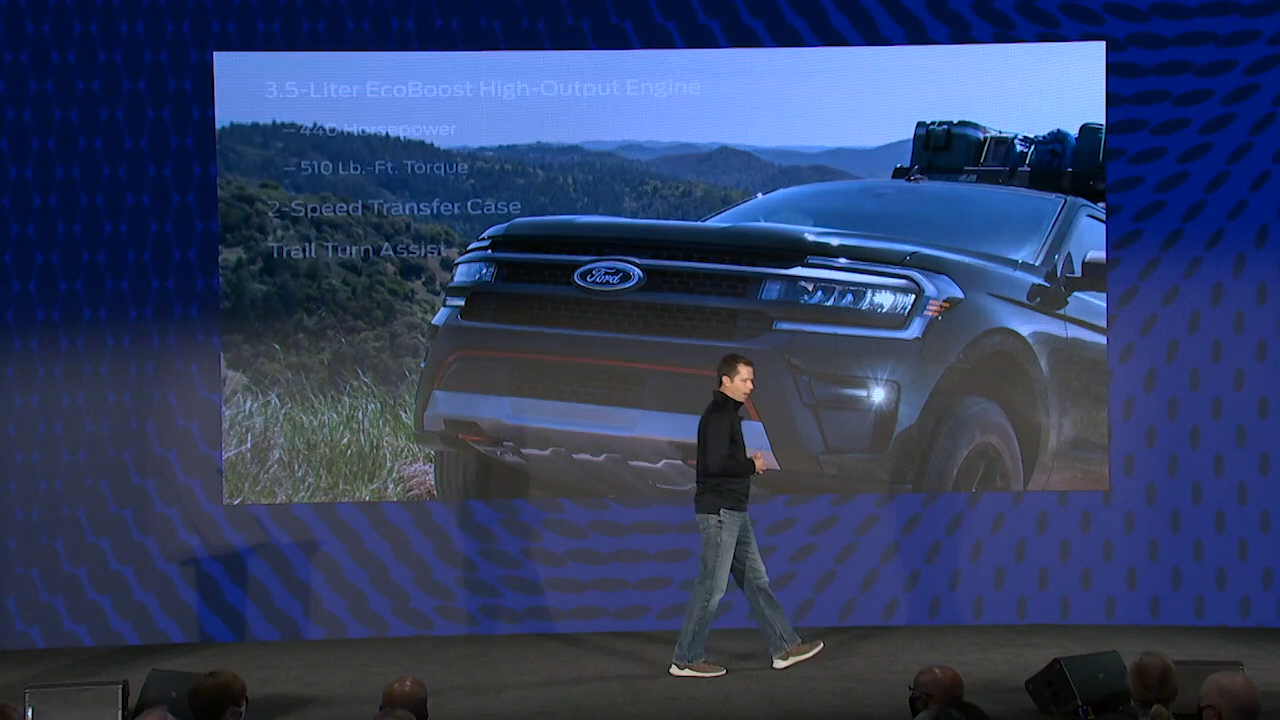 3.5-Liter EcoBoost High-Output Engine
– 440 Horsepower
– 510 Lb.-Ft. Torque
2-Speed Transfer Case
Trail Turn Assist
Ford